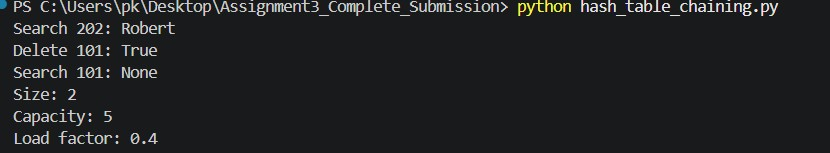 PS C:\Users\pk\Desktop\Assignment3_Complete_Submission> python hash_table_chaining.py
Search 202: Robert
Delete 101: True
Search 101: None
Size: 2
Capacity: 5
Load factor: 0.4